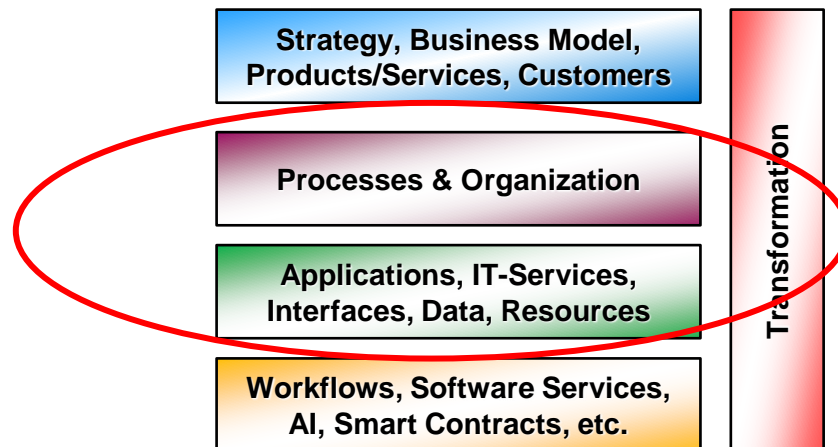 Strategy, Business Model,
Products/Services, Customers
Processes & Organization
Applications, IT-Services,
Interfaces, Data, Resources
Workflows, Software Services,
AI, Smart Contracts, etc.
Transformation